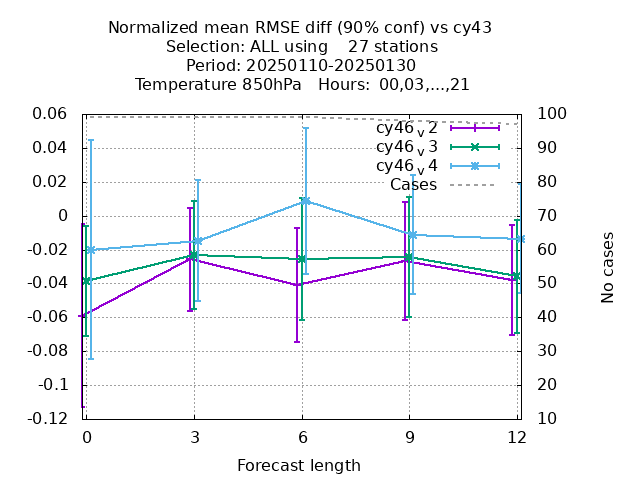 Normalized mean RMSE diff (90% conf) vs cy43
Selection: ALL using    27 stations
Period: 20250110-20250130
Temperature 850hPa   Hours: 00,03,...,21
0.06
0.04
0.02
0
-0.02
-0.04
-0.06
-0.08
-0.1
-0.12
cy46v2
cy46v3
cy46v4
Cases
100
90
80
70
60
50
40
30
20
10
No cases
0 3 6 9 12
Forecast length